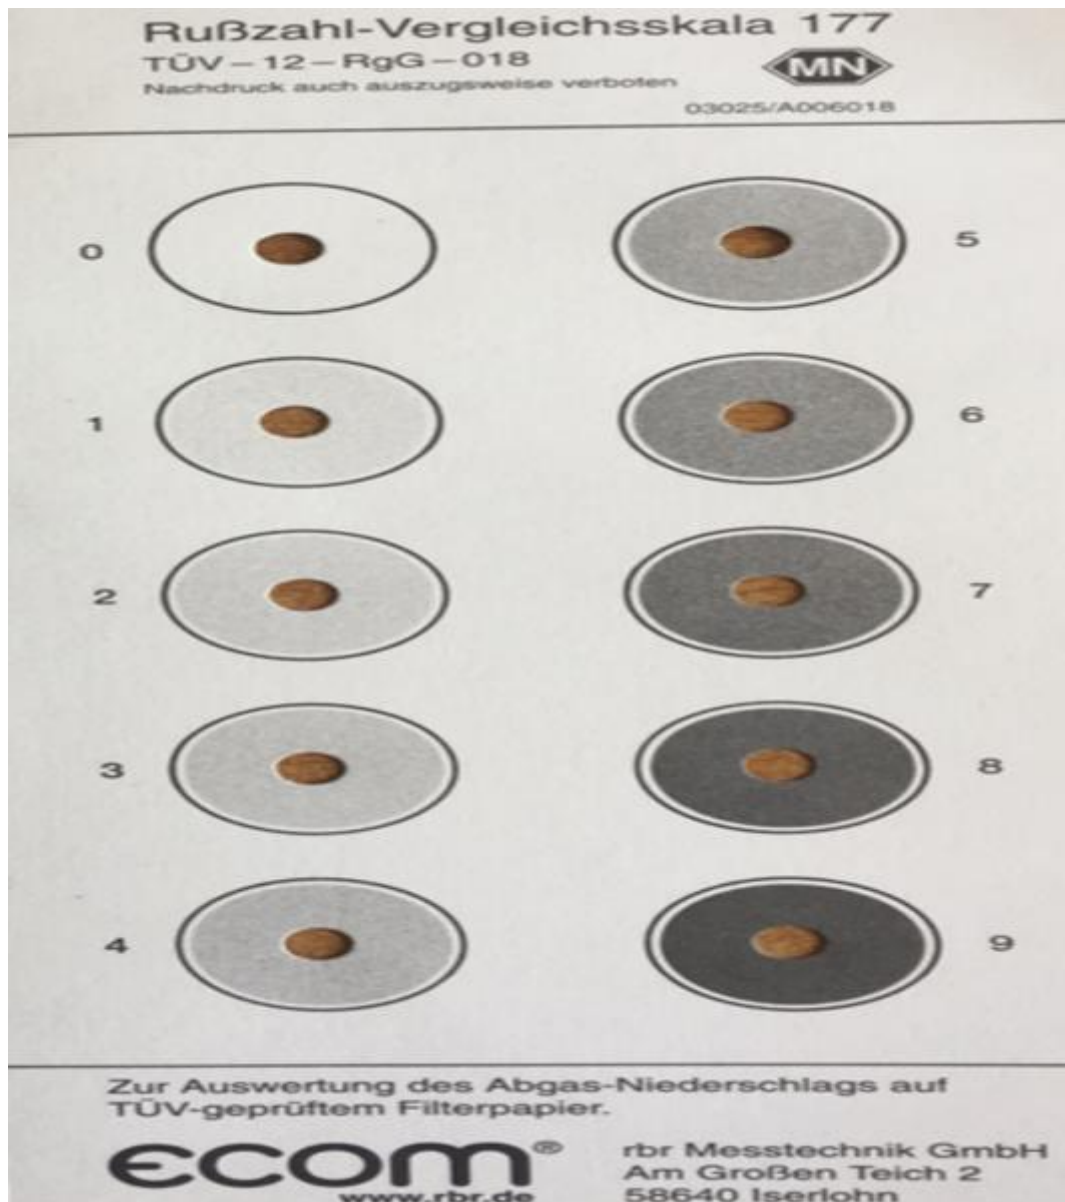 Rußzahl-Vergleichsskala 177
TÜV-12-RgG-018
MN
Nachdruck auch auszugsweise verboten
03025/A006018
0
5
1
6
2
7
3
8
4
9
Zur Auswertung des Abgas-Niederschlags auf
TÜV-geprüftem Filterpapier.
ecom®
www.rbr.de
rbr Messtechnik GmbH
Am Großen Teich 2
58640 Iserlohn